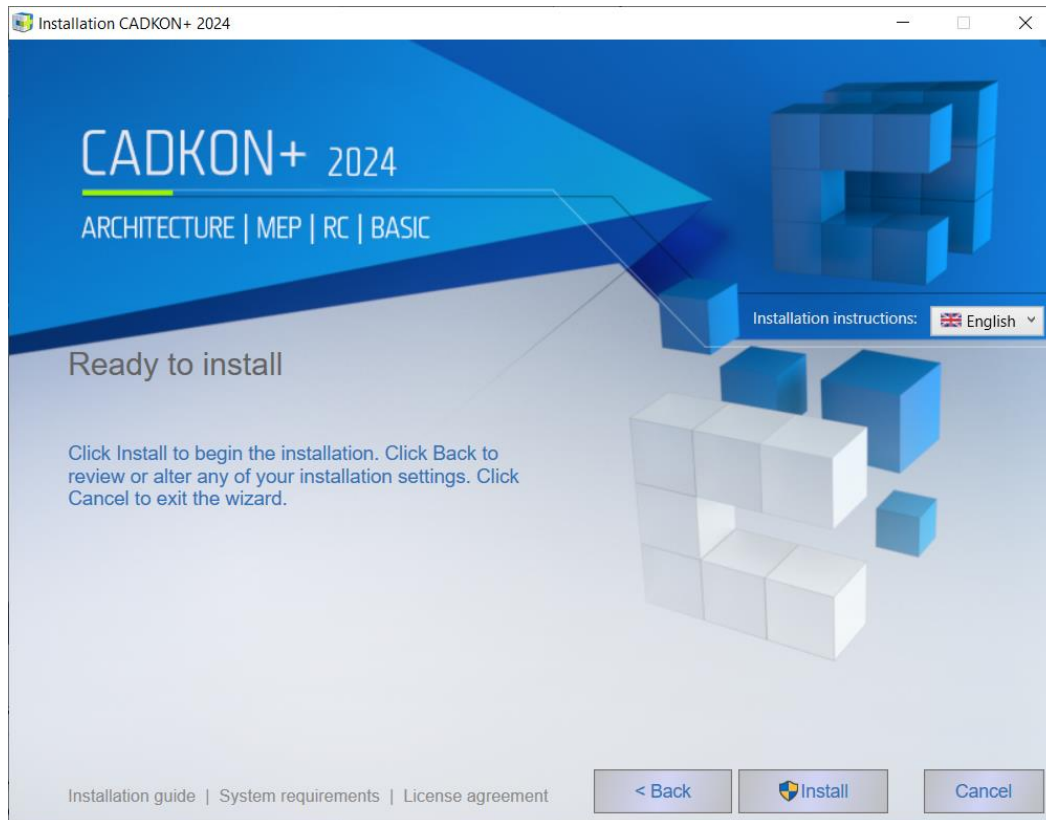 Installation CADKON+ 2024
CADKON+ 2024
ARCHITECTURE | MEP | RC | BASIC
Installation instructions: English
Ready to install
Click Install to begin the installation. Click Back to
review or alter any of your installation settings. Click
Cancel to exit the wizard.
Installation guide | System requirements | License agreement
< Back
Install
Cancel